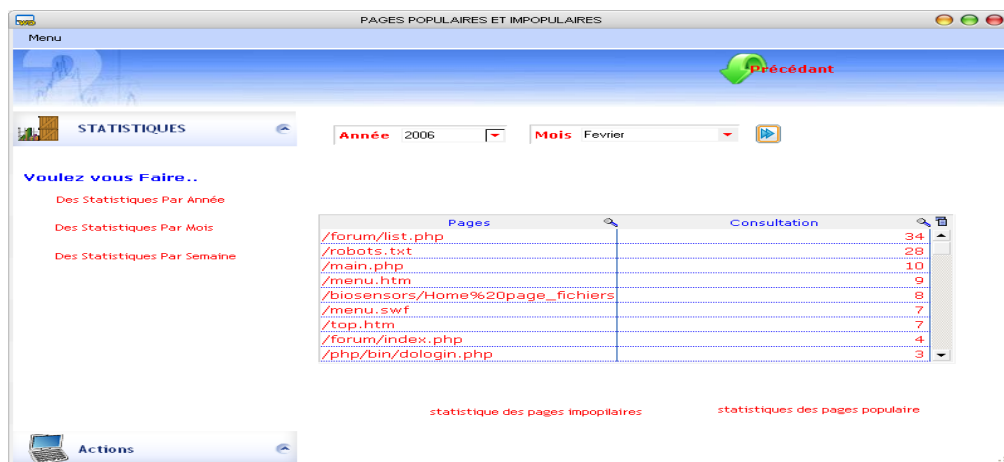 PAGES POPULAIRES ET IMPOPULAIRES
Menu
Précédant
STATISTIQUES
Année 2006 Mois Fevrier
Voulez vous Faire..
Des Statistiques Par Année
Des Statistiques Par Mois
Des Statistiques Par Semaine
Pages Consultation
/forum/list.php 34
/robots.txt 28
/main.php 10
/menu.htm 9
/biosensors/Home%20page_fichiers 8
/menu.swf 7
/top.htm 7
/forum/index.php 4
/php/bin/dologin.php 3
statistique des pages impopilaires statistiques des pages populaire
Actions